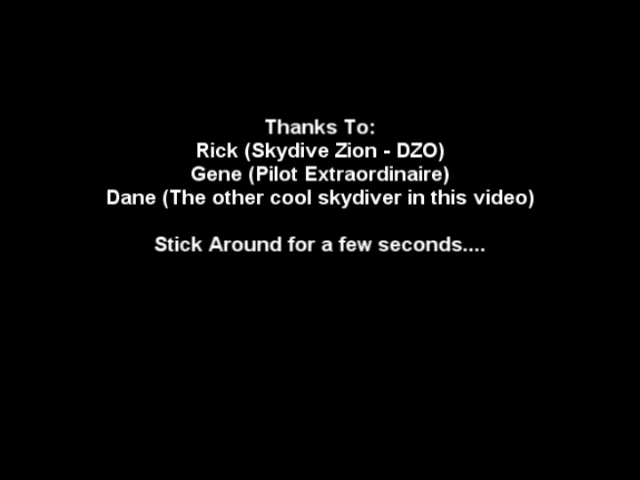 Thanks To:
Rick (Skydive Zion - DZO)
Gene (Pilot Extraordinaire)
Dane (The other cool skydiver in this video)
Stick Around for a few seconds....